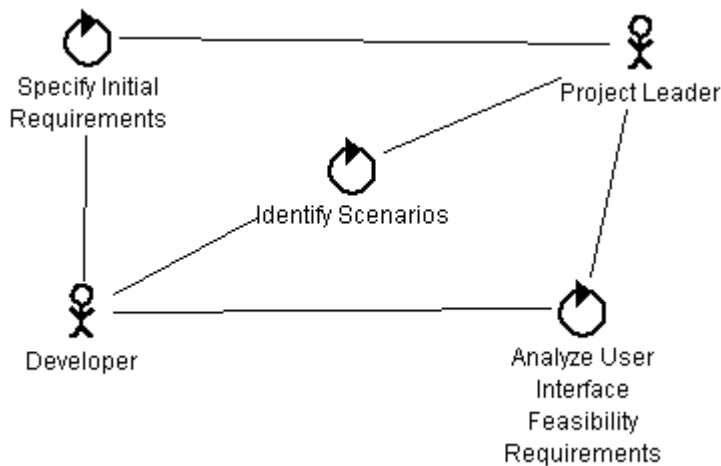 Specify Initial
Requirements
Project Leader
Identify Scenarios
Developer
Analyze User
Interface
Feasibility
Requirements